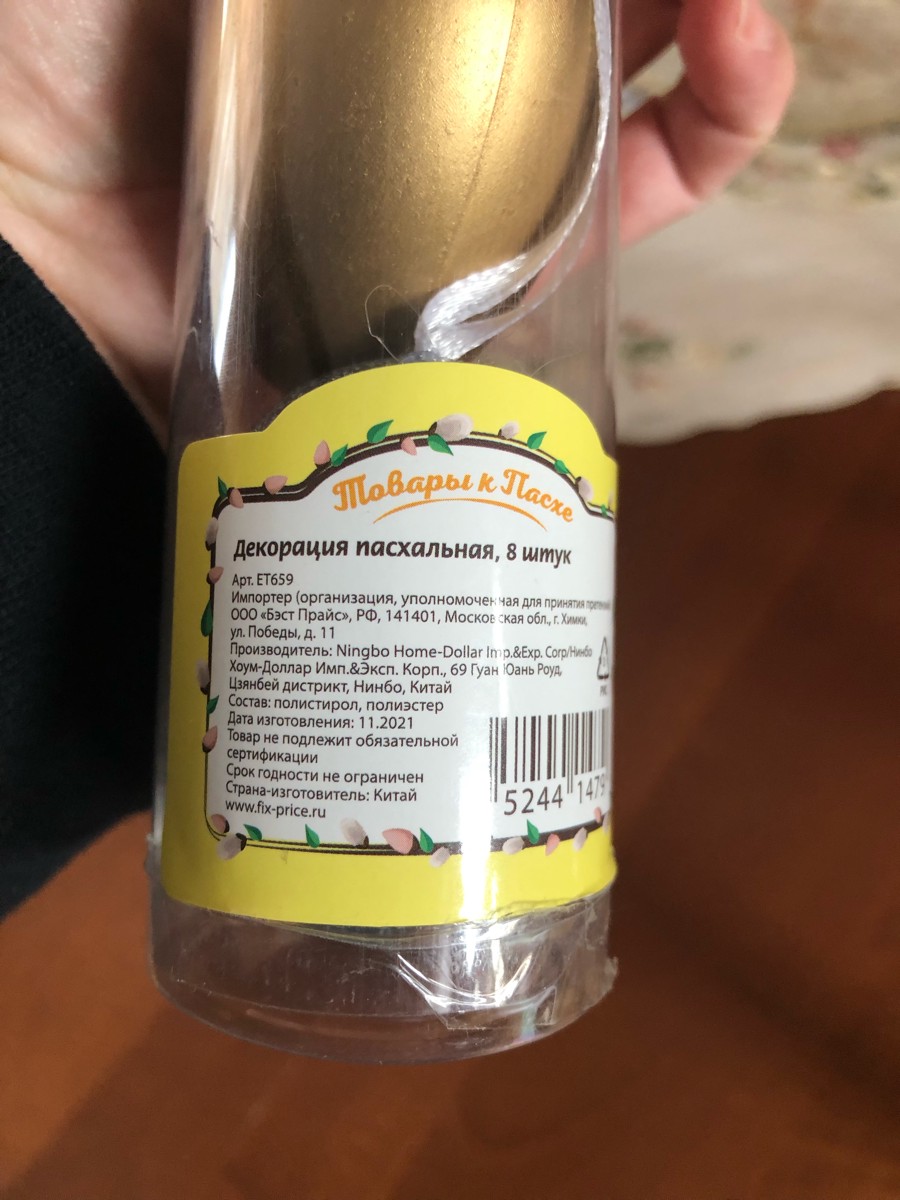 Товары к Пасхе
Декорация пасхальная, 8 штук
Арт. ET659
Импортер (организация, уполномоченная для принятия претензий
ООО «Бэст Прайс», РФ, 141401, Московская обл., г. Химки,
ул. Победы, д. 11
Производитель: Ningbo Home-Dollar Imp.&Exp. Corp/Нинбо
Хоум-Доллар Имп.&Эксп. Корп., 69 Гуан Юань Роуд,
Цзянбей дистрикт, Нинбо, Китай
Состав: полистирол, полиэстер
Дата изготовления: 11.2021
Товар не подлежит обязательной
сертификации
Срок годности не ограничен
Страна-изготовитель: Китай
www.fix-price.ru
5244 1479